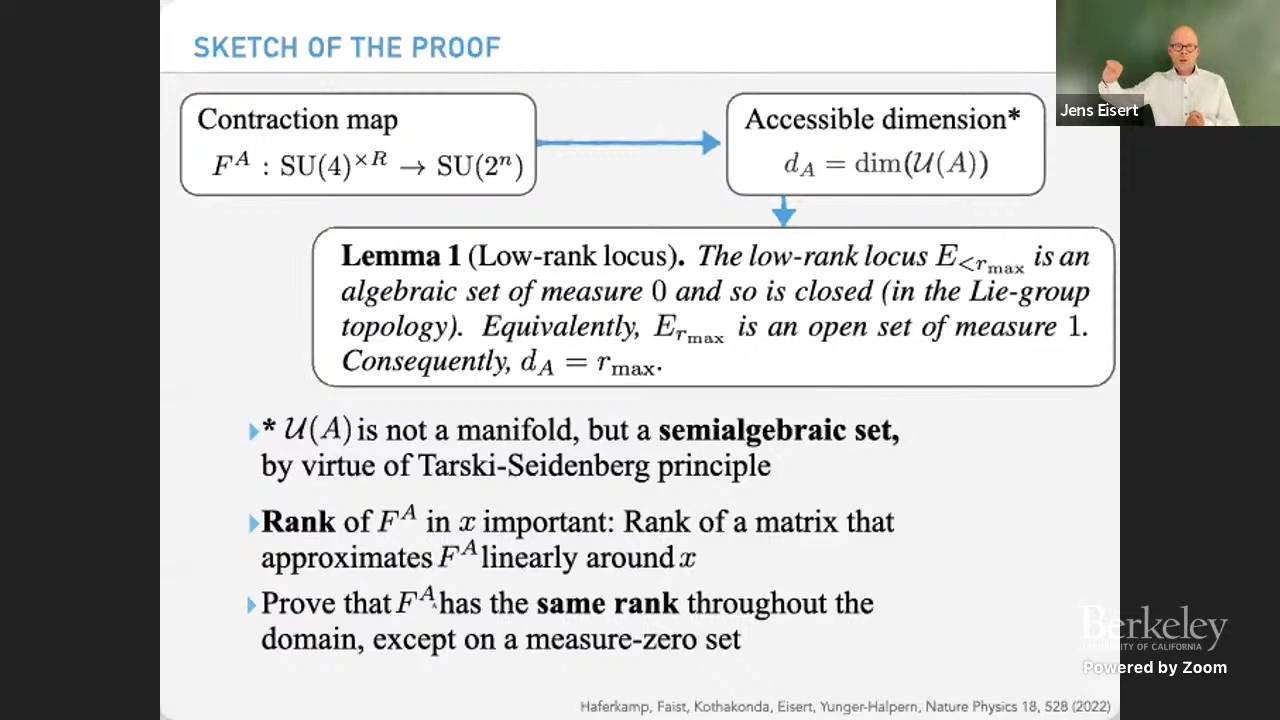 SKETCH OF THE PROOF
Jens Eisert
Contraction map
F^A : SU(4)^{×R} → SU(2^n)
Accessible dimension*
d_A = dim(𝒰(A))
Lemma 1 (Low-rank locus). The low-rank locus E_{<r_max} is an
algebraic set of measure 0 and so is closed (in the Lie-group
topology). Equivalently, E_{r_max} is an open set of measure 1.
Consequently, d_A = r_max.
* 𝒰(A) is not a manifold, but a semialgebraic set,
by virtue of Tarski-Seidenberg principle
Rank of F^A in x important: Rank of a matrix that
approximates F^A linearly around x
Prove that F^A has the same rank throughout the
domain, except on a measure-zero set
Berkeley
UNIVERSITY OF CALIFORNIA
Powered by Zoom
Haferkamp, Faist, Kothakonda, Eisert, Yunger-Halpern, Nature Physics 18, 528 (2022)